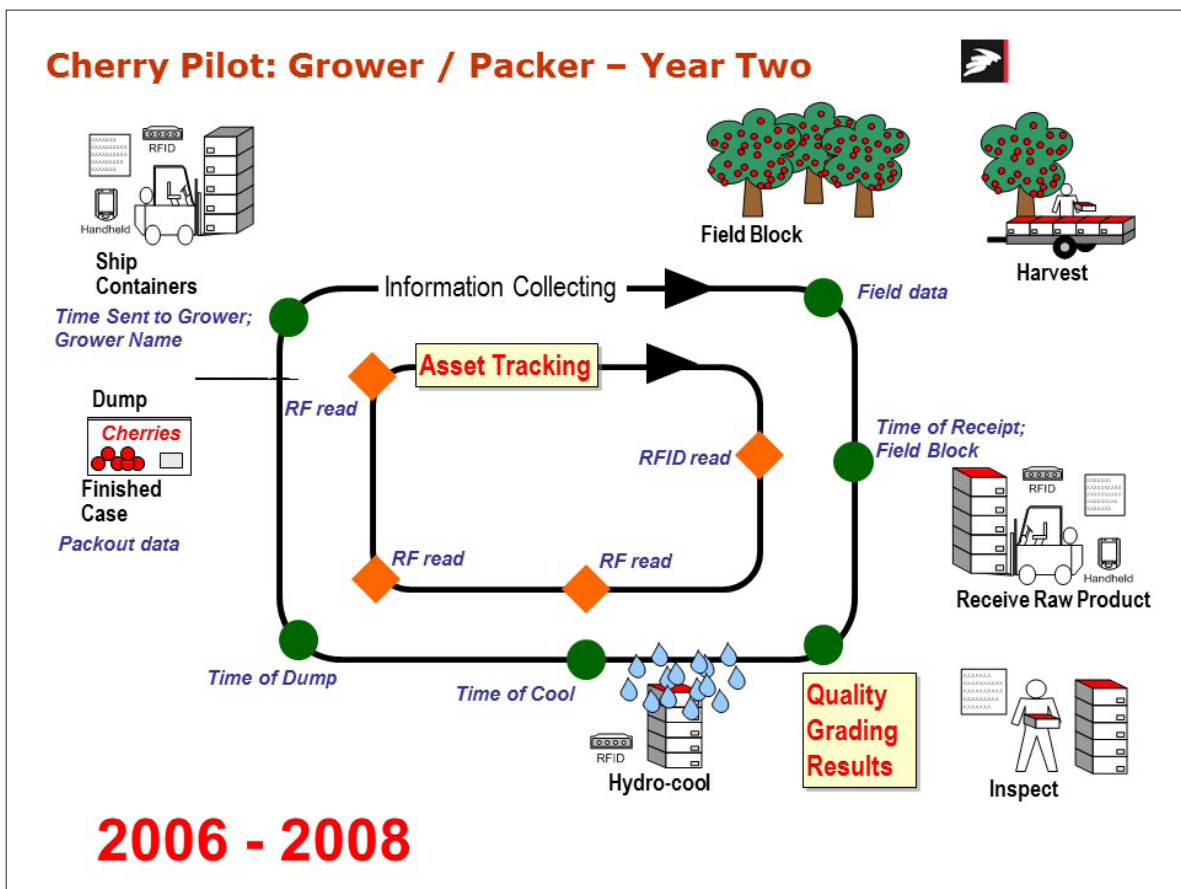 Cherry Pilot: Grower / Packer – Year Two
RFID
Handheld
Ship
Containers
Time Sent to Grower;
Grower Name
Field Block
Harvest
Information Collecting
Field data
Asset Tracking
RF read
Dump
Cherries
Finished
Case
Packout data
RFID read
Time of Receipt;
Field Block
RFID
Handheld
Receive Raw Product
RF read
RF read
Time of Dump
Time of Cool
RFID
Hydro-cool
Quality
Grading
Results
Inspect
2006 - 2008